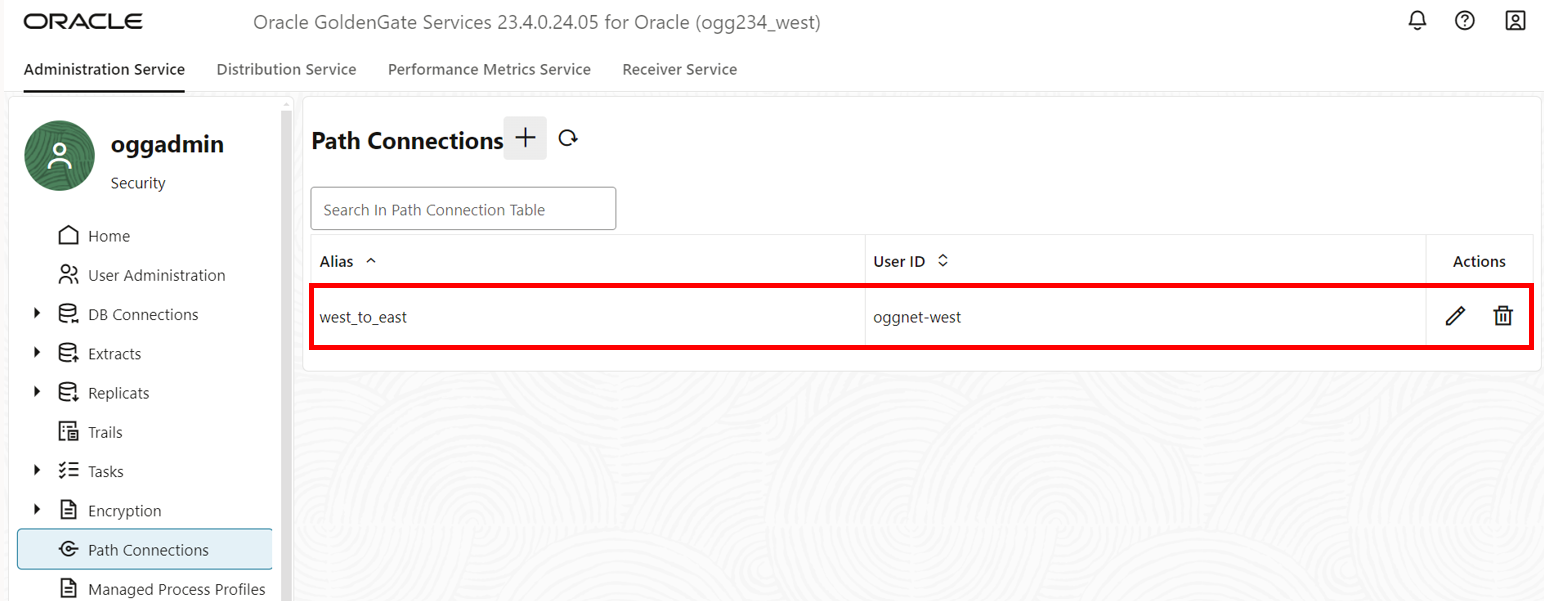 ORACLE
Oracle GoldenGate Services 23.4.0.24.05 for Oracle (ogg234_west)
Administration Service Distribution Service Performance Metrics Service Receiver Service
oggadmin
Security
Home
User Administration
DB Connections
Extracts
Replicats
Trails
Tasks
Encryption
Path Connections
Managed Process Profiles
Path Connections
Search In Path Connection Table
Alias User ID Actions
west_to_east oggnet-west